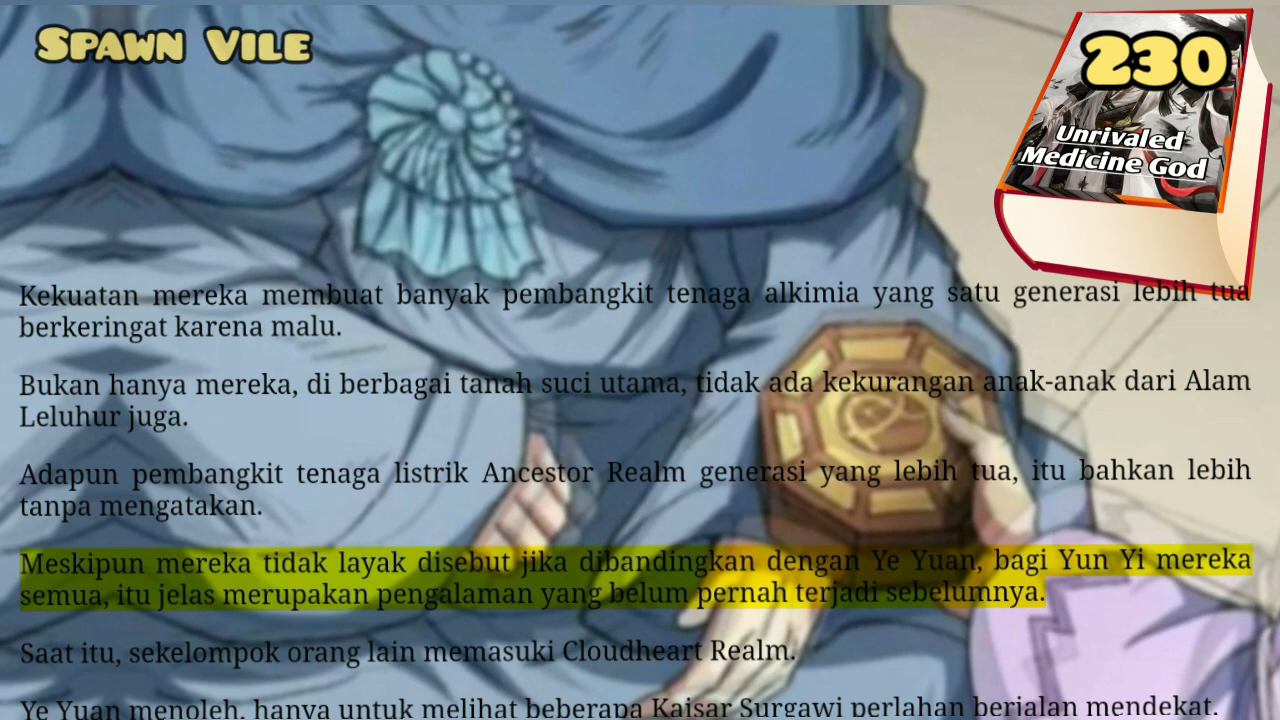 Spawn Vile
230
Unrivaled
Medicine God
Kekuatan mereka membuat banyak pembangkit tenaga alkimia yang satu generasi lebih tua
berkeringat karena malu.
Bukan hanya mereka, di berbagai tanah suci utama, tidak ada kekurangan anak-anak dari Alam
Leluhur juga.
Adapun pembangkit tenaga listrik Ancestor Realm generasi yang lebih tua, itu bahkan lebih
tanpa mengatakan.
Meskipun mereka tidak layak disebut jika dibandingkan dengan Ye Yuan, bagi Yun Yi mereka
semua, itu jelas merupakan pengalaman yang belum pernah terjadi sebelumnya.
Saat itu, sekelompok orang lain memasuki Cloudheart Realm.
Ye Yuan menoleh, hanya untuk melihat beberapa Kaisar Surgawi perlahan berjalan mendekat.